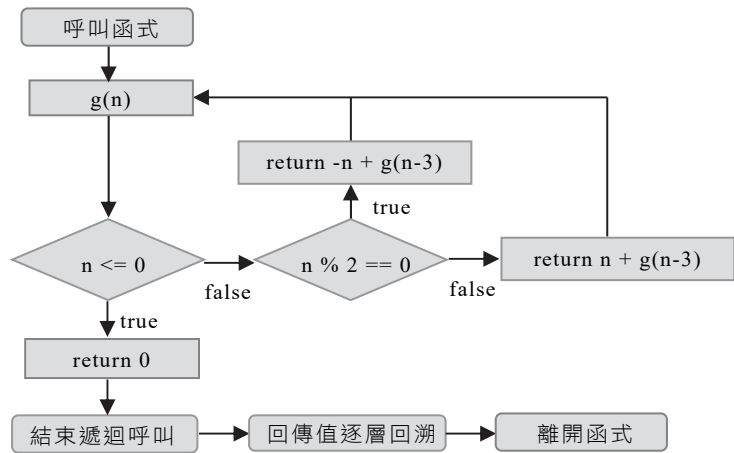 呼叫函式
g(n)
return -n + g(n-3)
true
n <= 0
false
n % 2 == 0
false
return n + g(n-3)
true
return 0
結束遞迴呼叫
回傳值逐層回溯
離開函式